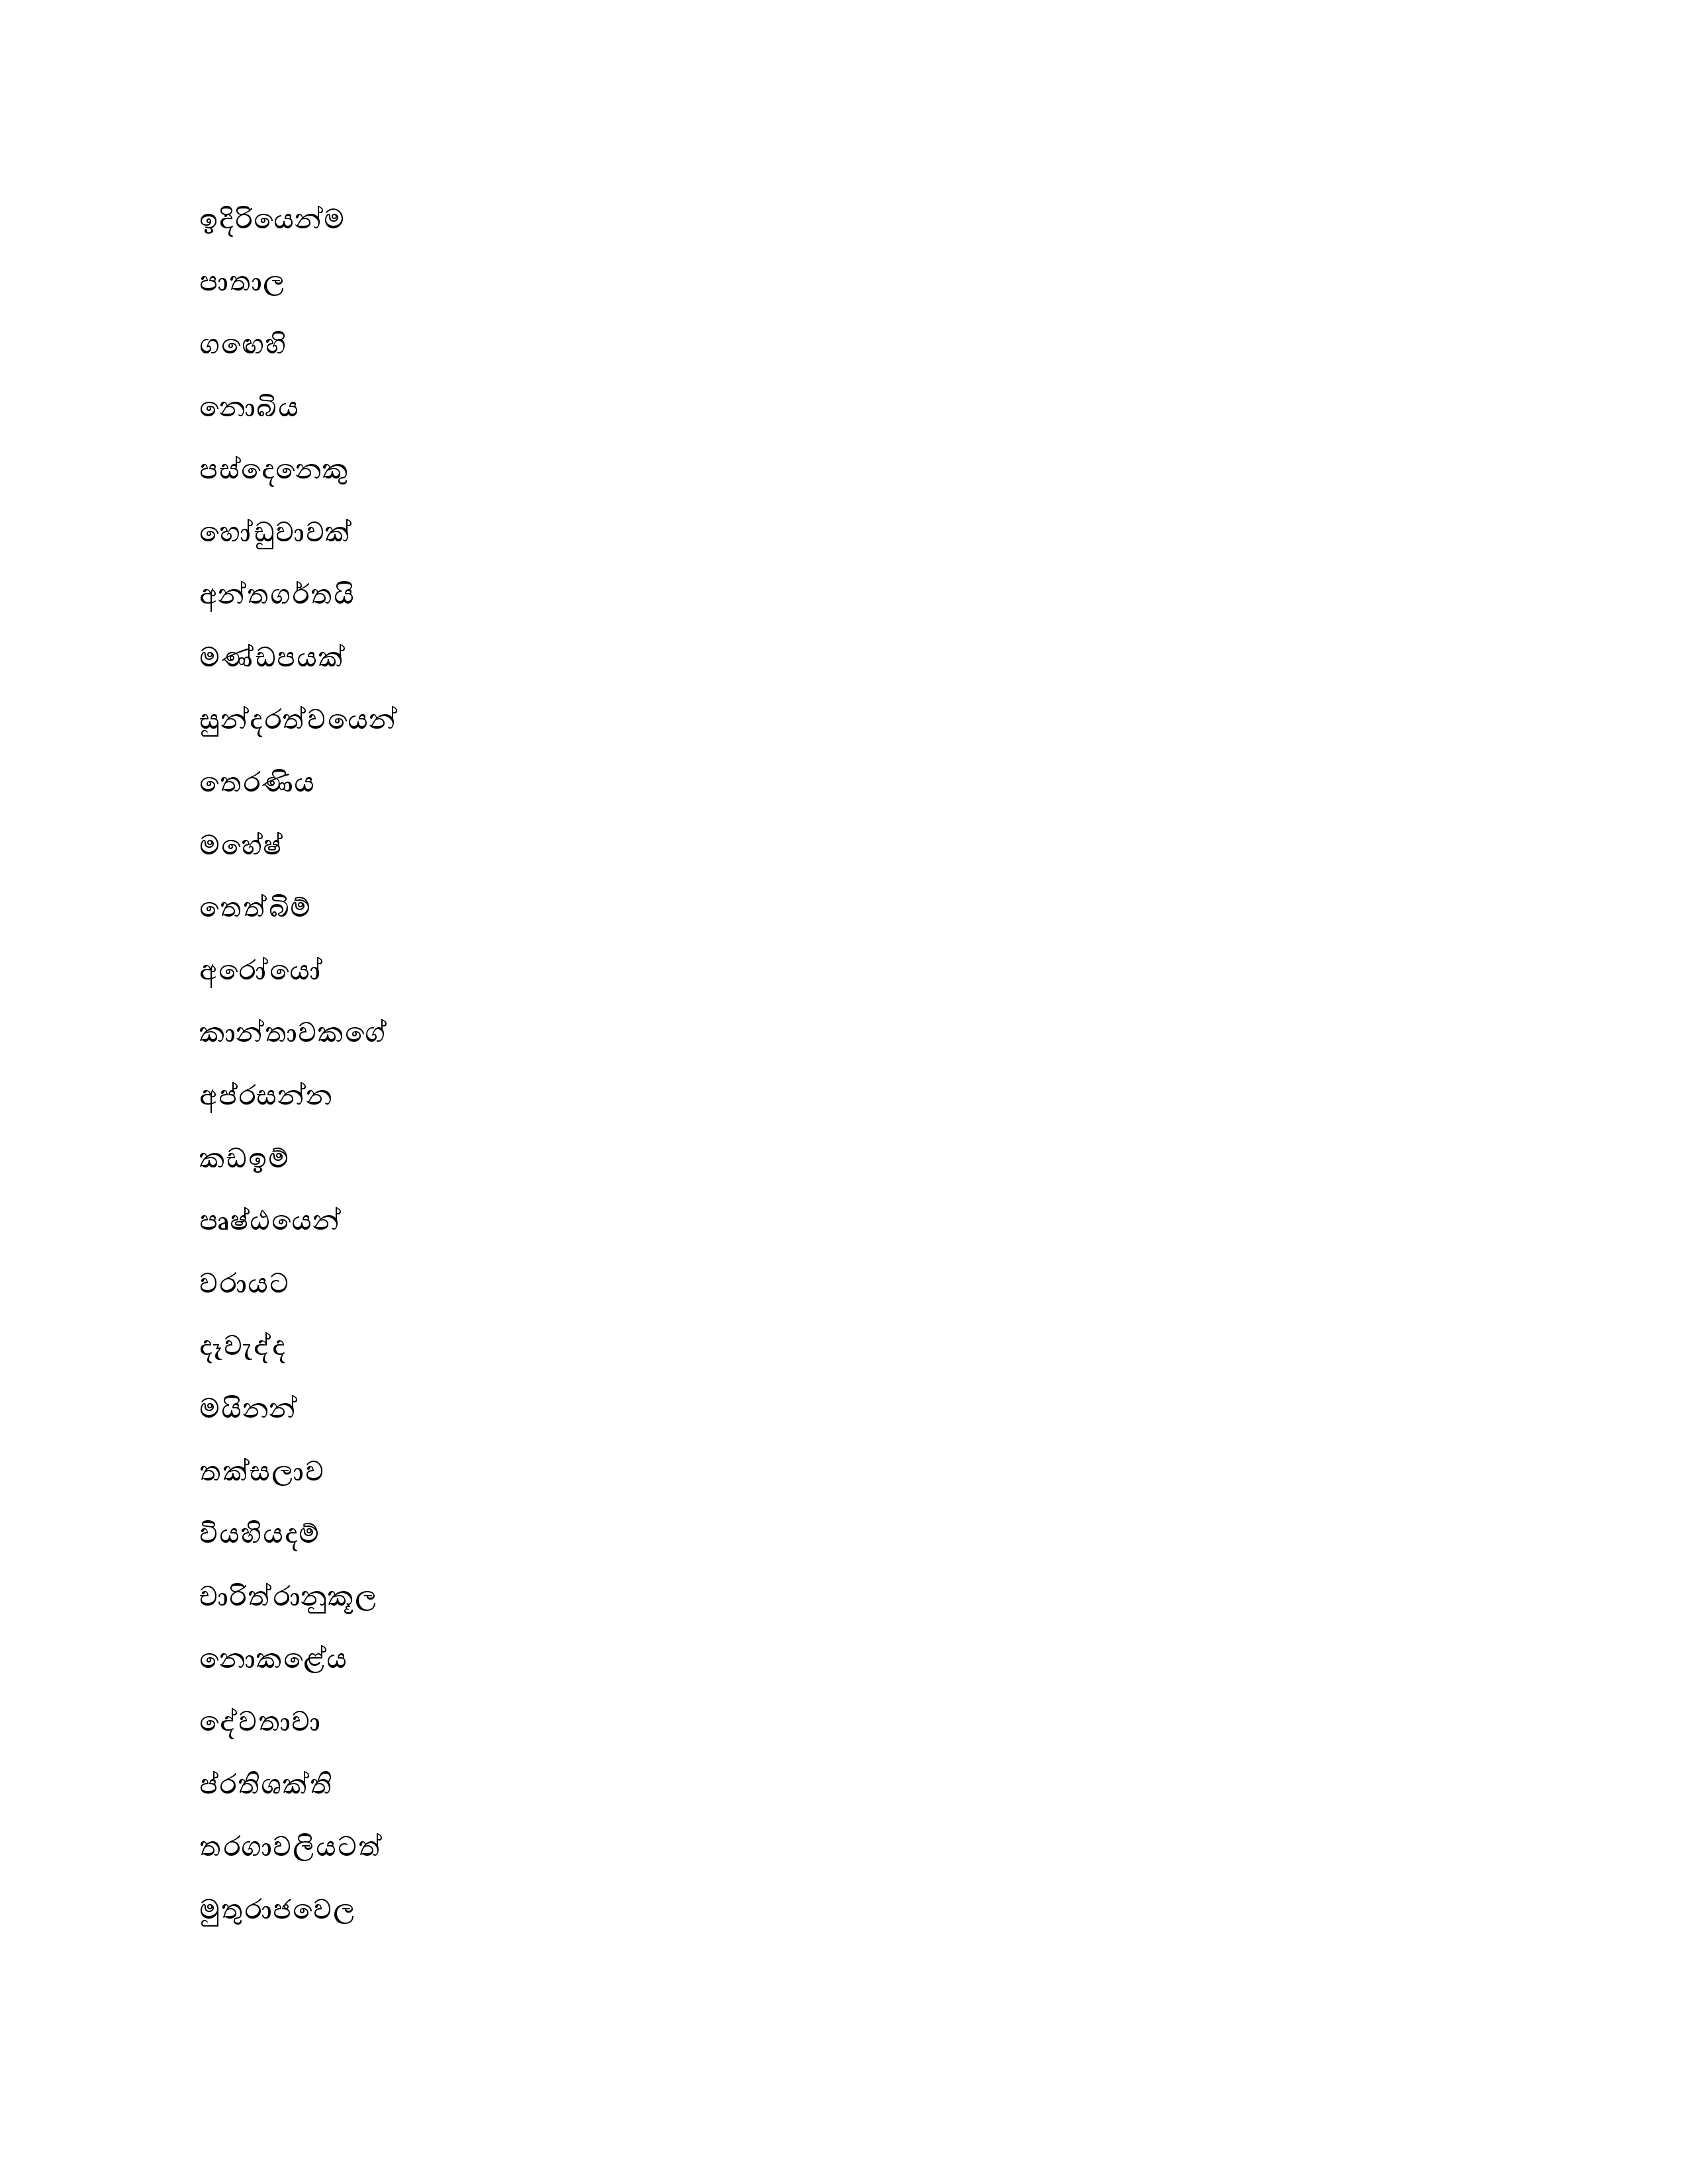 ඉදිරියෙන්ම
පාතාල
ගඟෙහි
නොබිය
පස්දෙනෙකු
හෝඩුවාවක්
අන්තගර්තයි
මණ්ඩපයක්
සුන්දරත්වයෙන්
තෙරණිය
මහේෂ්
තෙත්බිම්
අරෝයෝ
කාන්තාවකගේ
අප්රසන්න
කඩඉම්
පෘෂ්ඨයෙන්
වරායට
දෑවැද්ද
මයිනන්
තක්සලාව
වියහියදම්
චාරිත්රානුකූල
නොකළේය
දේවතාවා
ප්රතිශක්ති
තරගාවලියටත්
මුතුරාජවෙල